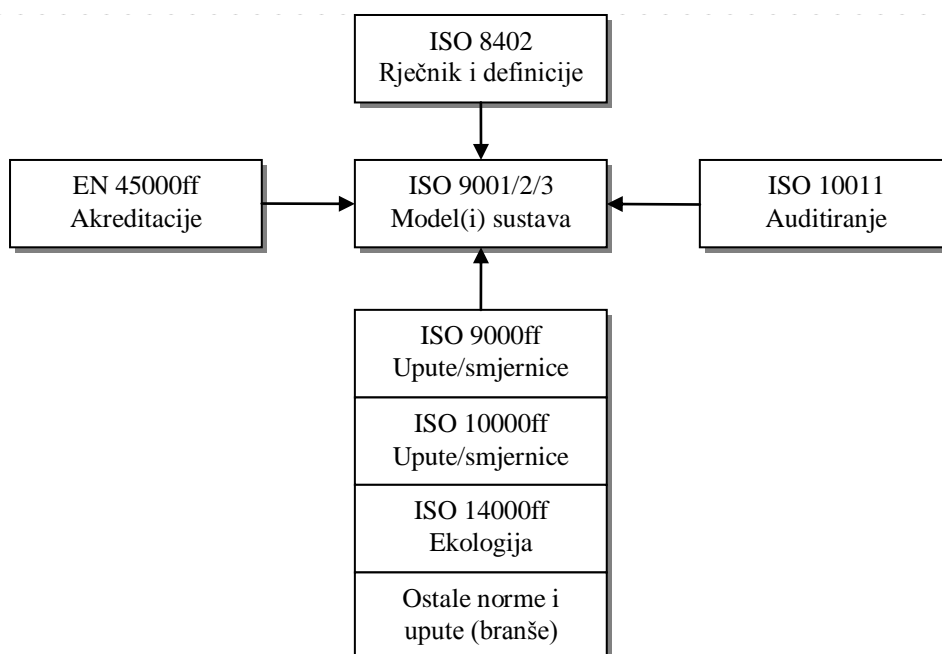 ISO 8402
Rječnik i definicije
EN 45000ff
Akreditacije
ISO 9001/2/3
Model(i) sustava
ISO 10011
Auditiranje
ISO 9000ff
Upute/smjernice
ISO 10000ff
Upute/smjernice
ISO 14000ff
Ekologija
Ostale norme i
upute (branše)